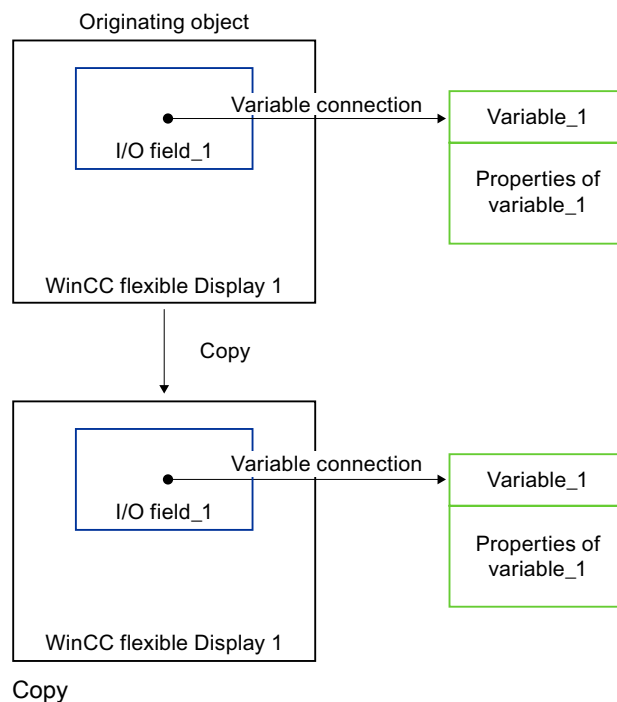 Originating object
Variable connection
Variable_1
I/O field_1
Properties of
variable_1
WinCC flexible Display 1
Copy
Variable connection
Variable_1
I/O field_1
Properties of
variable_1
WinCC flexible Display 1
Copy